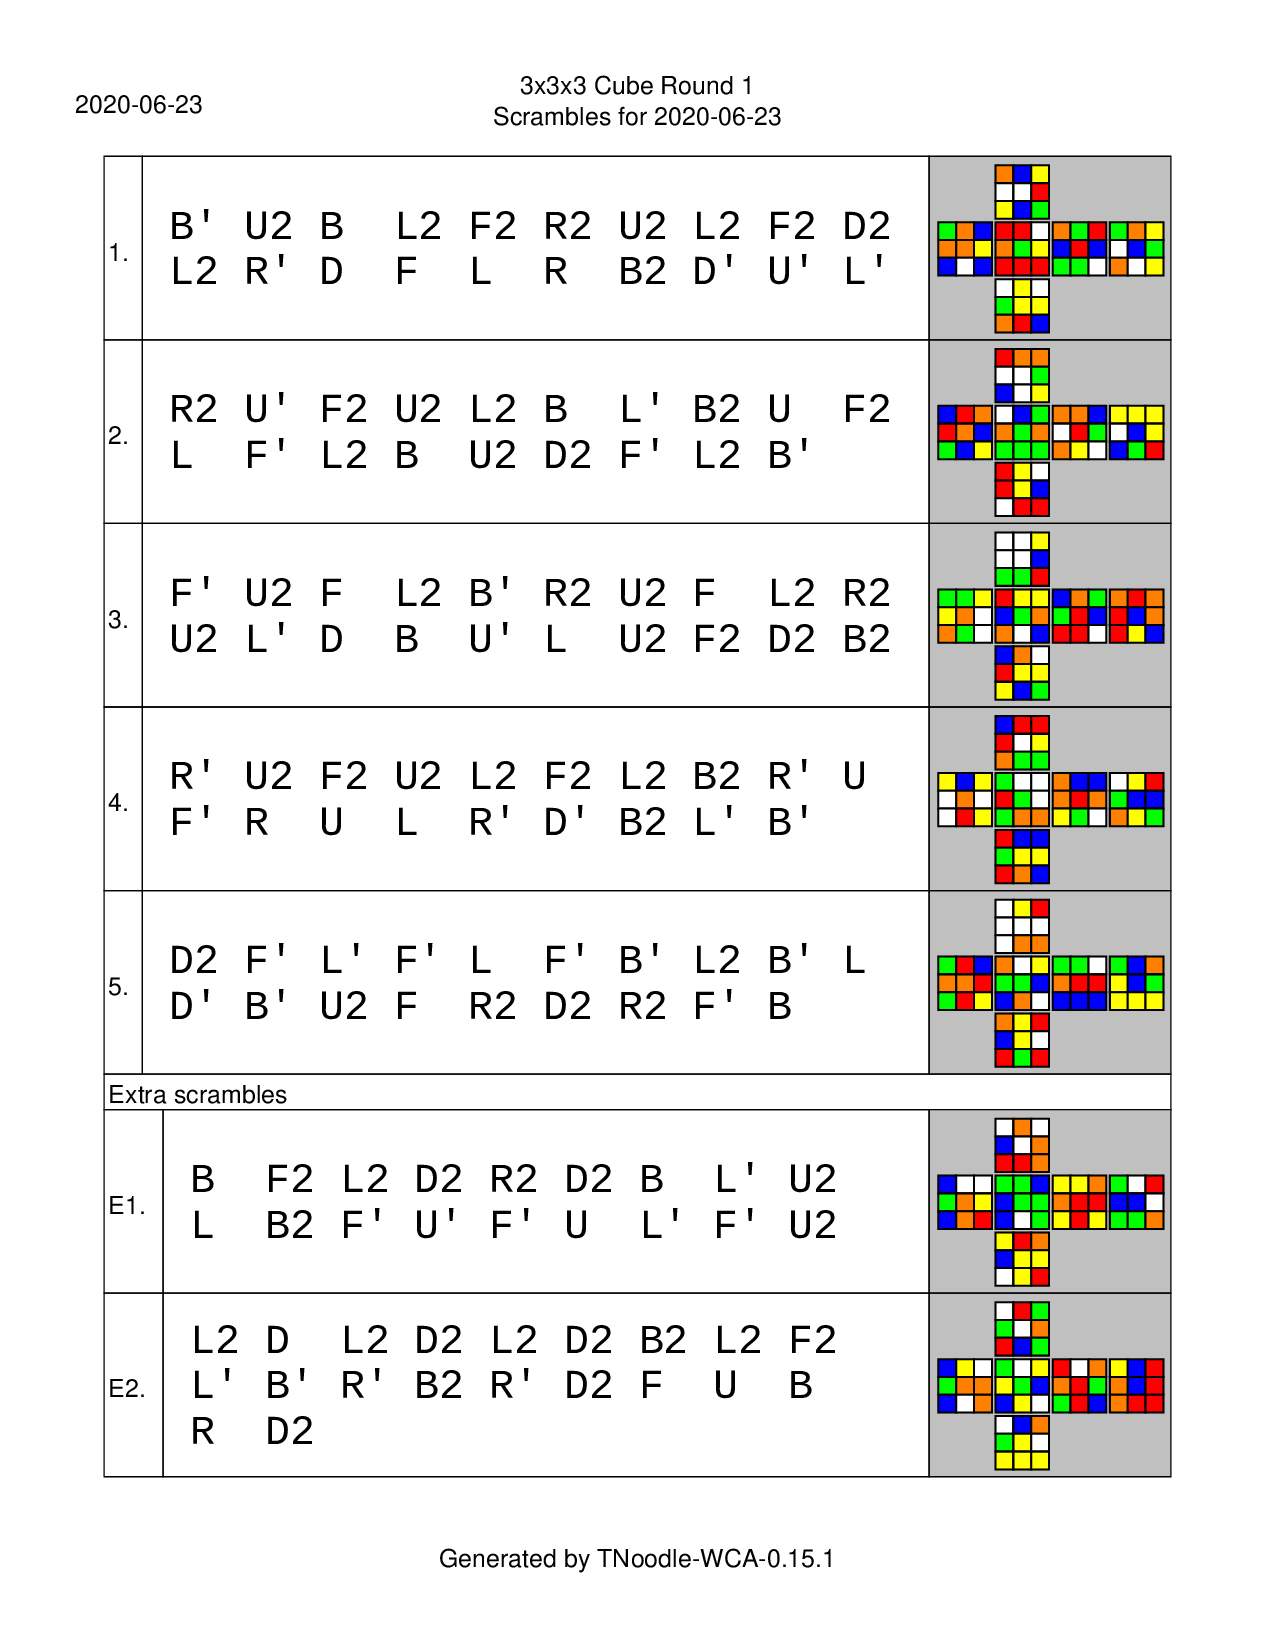 3x3x3 Cube Round 1
2020-06-23
Scrambles for 2020-06-23
1.
B' U2 B L2 F2 R2 U2 L2 F2 D2
L2 R' D F L R B2 D' U' L'
2.
R2 U' F2 U2 L2 B L' B2 U F2
L F' L2 B U2 D2 F' L2 B'
3.
F' U2 F L2 B' R2 U2 F L2 R2
U2 L' D B U' L U2 F2 D2 B2
4.
R' U2 F2 U2 L2 F2 L2 B2 R' U
F' R U L R' D' B2 L' B'
5.
D2 F' L' F' L F' B' L2 B' L
D' B' U2 F R2 D2 R2 F' B
Extra scrambles
E1.
B F2 L2 D2 R2 D2 B L' U2
L B2 F' U' F' U L' F' U2
E2.
L2 D L2 D2 L2 D2 B2 L2 F2
L' B' R' B2 R' D2 F U B
R D2
Generated by TNoodle-WCA-0.15.1